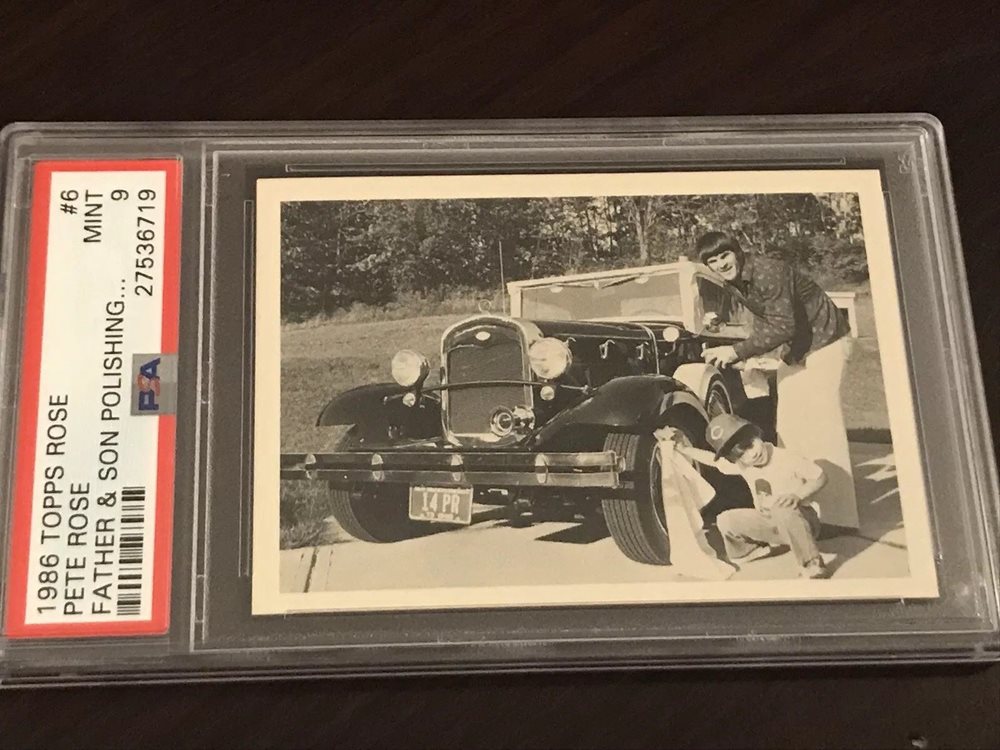 1986 TOPPS ROSE #6
PETE ROSE MINT
FATHER & SON POLISHING... 9
27536719
PSA
14 PR
C